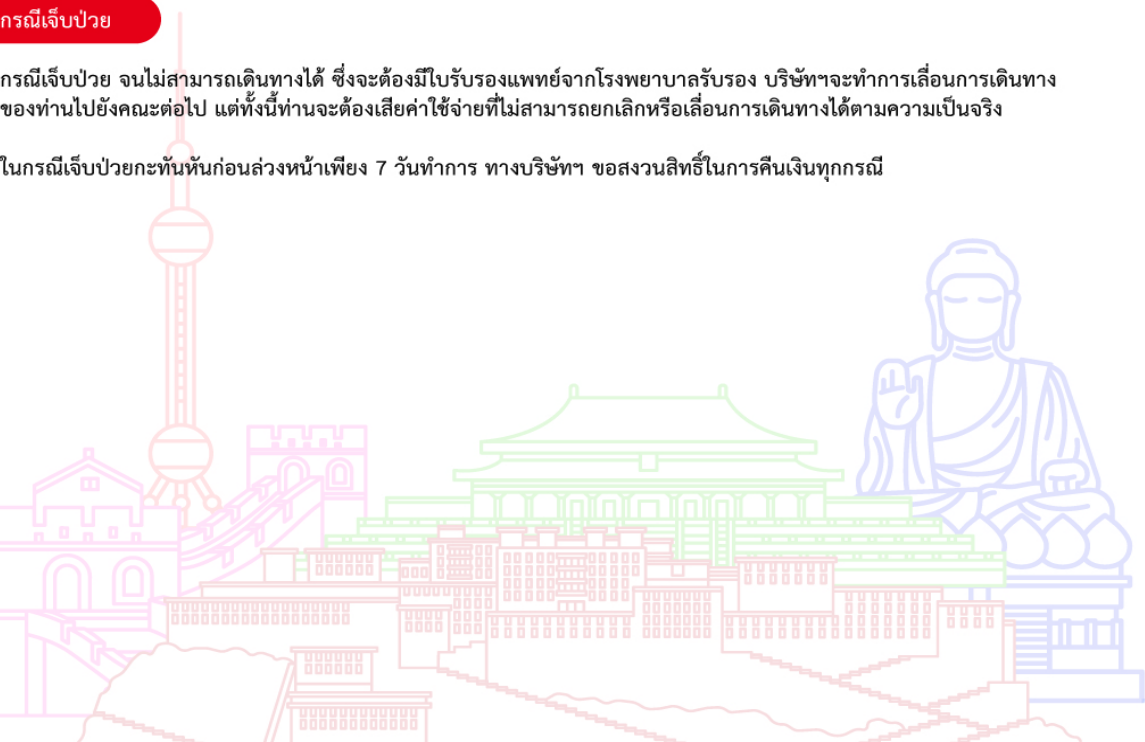 กรณีเจ็บป่วย
กรณีเจ็บป่วย จนไม่สามารถเดินทางได้ ซึ่งจะต้องมีใบรับรองแพทย์จากโรงพยาบาลรับรอง บริษัทฯจะทำการเลื่อนการเดินทาง
ของท่านไปยังคณะต่อไป แต่ทั้งนี้ท่านจะต้องเสียค่าใช้จ่ายที่ไม่สามารถยกเลิกหรือเลื่อนการเดินทางได้ตามความเป็นจริง
ในกรณีเจ็บป่วยกะทันหันก่อนล่วงหน้าเพียง 7 วันทำการ ทางบริษัทฯ ขอสงวนสิทธิ์ในการคืนเงินทุกกรณี